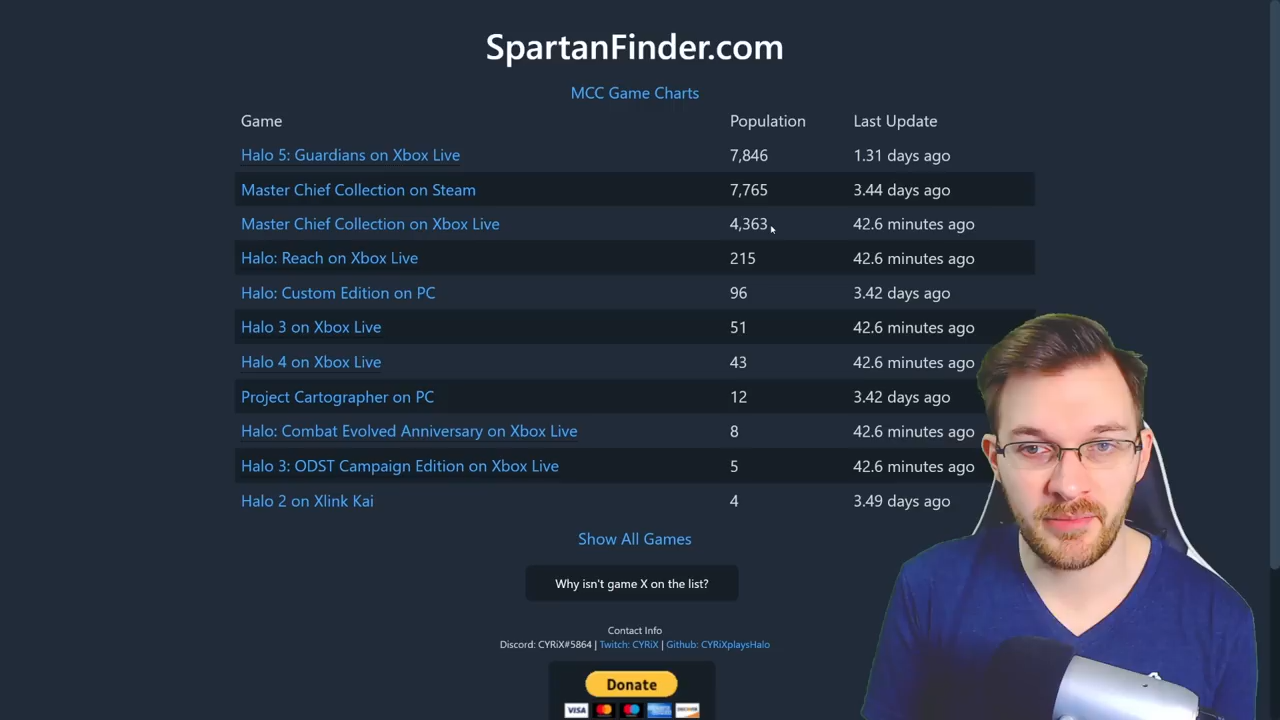 SpartanFinder.com
MCC Game Charts
Game Population Last Update
Halo 5: Guardians on Xbox Live 7,846 1.31 days ago
Master Chief Collection on Steam 7,765 3.44 days ago
Master Chief Collection on Xbox Live 4,363 42.6 minutes ago
Halo: Reach on Xbox Live 215 42.6 minutes ago
Halo: Custom Edition on PC 96 3.42 days ago
Halo 3 on Xbox Live 51 42.6 minutes ago
Halo 4 on Xbox Live 43 42.6 minutes ago
Project Cartographer on PC 12 3.42 days ago
Halo: Combat Evolved Anniversary on Xbox Live 8 42.6 minutes ago
Halo 3: ODST Campaign Edition on Xbox Live 5 42.6 minutes ago
Halo 2 on Xlink Kai 4 3.49 days ago
Show All Games
Why isn't game X on the list?
Contact Info
Discord: CYRiX#5864 | Twitch: CYRiX | Github: CYRiXplaysHalo
Donate
VISA DISCOVER